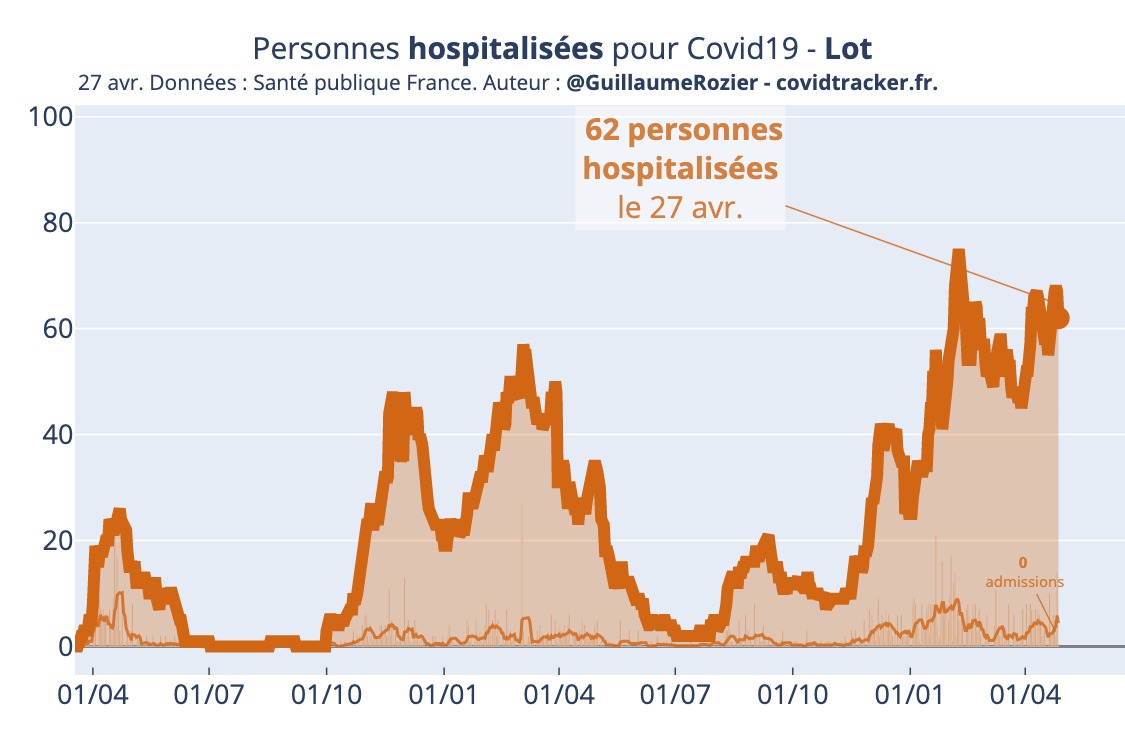 Personnes hospitalisées pour Covid19 - Lot
27 avr. Données : Santé publique France. Auteur : @GuillaumeRozier - covidtracker.fr.
100
62 personnes
hospitalisées
le 27 avr.
80
60
40
20
0
admissions
0
01/04 01/07 01/10 01/01 01/04 01/07 01/10 01/01 01/04